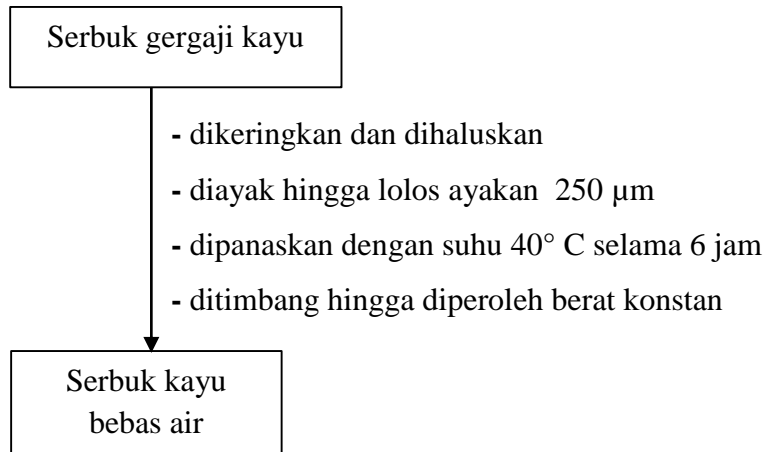 Serbuk gergaji kayu
- dikeringkan dan dihaluskan
- diayak hingga lolos ayakan 250 µm
- dipanaskan dengan suhu 40° C selama 6 jam
- ditimbang hingga diperoleh berat konstan
Serbuk kayu
bebas air